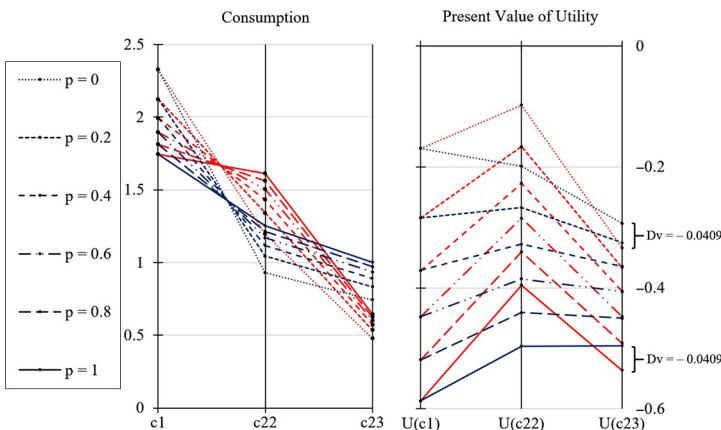 Consumption
Present Value of Utility
p = 0
p = 0.2
p = 0.4
p = 0.6
p = 0.8
p = 1
2.5
2
1.5
1
0.5
0
c1
c22
c23
0
−0.2
−0.4
−0.6
Dv = − 0.0409
Dv = − 0.0409
U(c1)
U(c22)
U(c23)